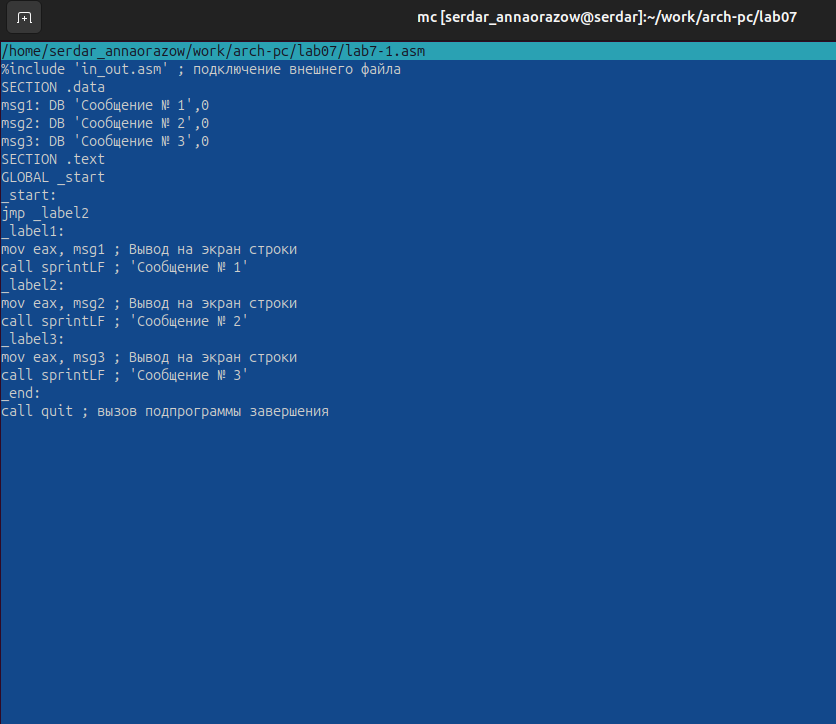 mc [serdar_annaorazow@serdar]:~/work/arch-pc/lab07
/home/serdar_annaorazow/work/arch-pc/lab07/lab7-1.asm
%include 'in_out.asm' ; подключение внешнего файла
SECTION .data
msg1: DB 'Сообщение № 1',0
msg2: DB 'Сообщение № 2',0
msg3: DB 'Сообщение № 3',0
SECTION .text
GLOBAL _start
_start:
jmp _label2
_label1:
mov eax, msg1 ; Вывод на экран строки
call sprintLF ; 'Сообщение № 1'
_label2:
mov eax, msg2 ; Вывод на экран строки
call sprintLF ; 'Сообщение № 2'
_label3:
mov eax, msg3 ; Вывод на экран строки
call sprintLF ; 'Сообщение № 3'
_end:
call quit ; вызов подпрограммы завершения